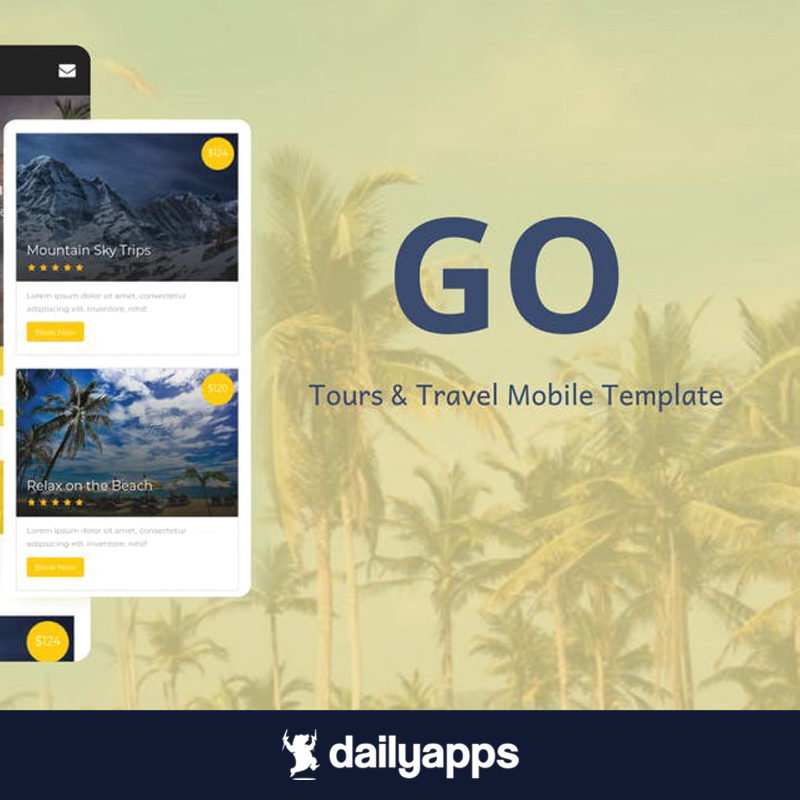 $124
Mountain Sky Trips
Lorem ipsum dolor sit amet, consectetur
adipisicing elit. Inventore, nihil!
Book Now
$120
Relax on the Beach
Lorem ipsum dolor sit amet, consectetur
adipisicing elit. Inventore, nihil!
Book Now
$124
GO
Tours & Travel Mobile Template
dailyapps